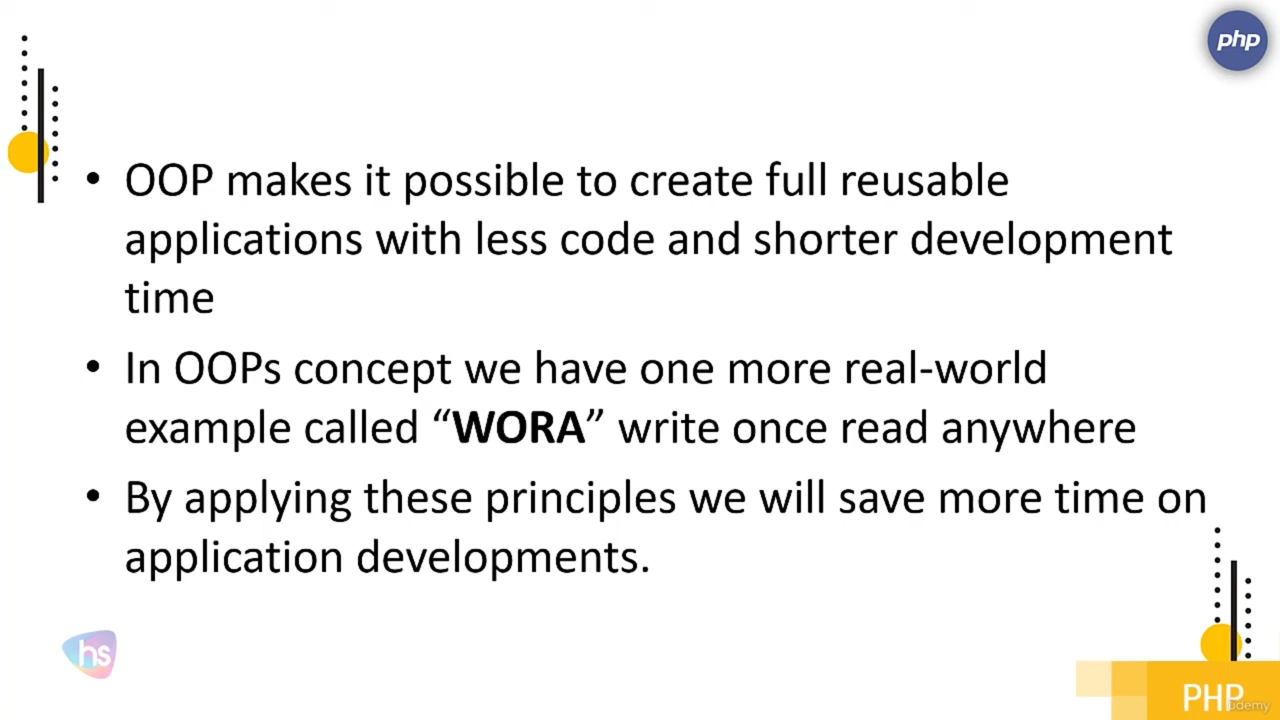 php
• OOP makes it possible to create full reusable
applications with less code and shorter development
time
• In OOPs concept we have one more real-world
example called “WORA” write once read anywhere
• By applying these principles we will save more time on
application developments.
hs
PHP
udemy